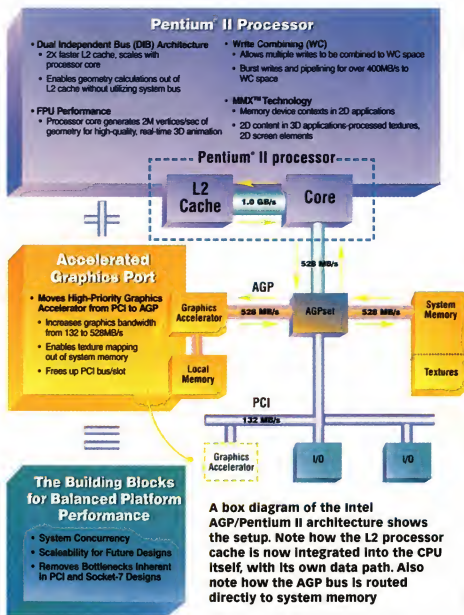 Pentium® II Processor
• Dual Independent Bus (DIB) Architecture
• 2X faster L2 cache, scales with
processor core
• Enables geometry calculations out of
L2 cache without utilizing system bus
• FPU Performance
• Processor core generates 2M vertices/sec of
geometry for high-quality, real-time 3D animation
• Write Combining (WC)
• Allows multiple writes to be combined to WC space
• Burst writes and pipelining for over 400MB/s to
WC space
• MMX™ Technology
• Memory device contexts in 2D applications
• 2D content in 3D applications-processed textures,
2D screen elements
Pentium® II processor
L2
Cache
1.0 GB/s
Core
528 MB/s
Accelerated
Graphics Port
• Moves High-Priority Graphics
Accelerator from PCI to AGP
• Increases graphics bandwidth
from 132 to 528MB/s
• Enables texture mapping
out of system memory
• Frees up PCI bus/slot
AGP
Graphics
Accelerator
528 MB/s
AGPset
528 MB/s
System
Memory
Local
Memory
Textures
PCI
132 MB/s
Graphics
Accelerator
I/O
I/O
The Building Blocks
for Balanced Platform
Performance
• System Concurrency
• Scaleability for Future Designs
• Removes Bottlenecks Inherent
in PCI and Socket-7 Designs
A box diagram of the Intel
AGP/Pentium II architecture shows
the setup. Note how the L2 processor
cache is now integrated into the CPU
itself, with its own data path. Also
note how the AGP bus is routed
directly to system memory